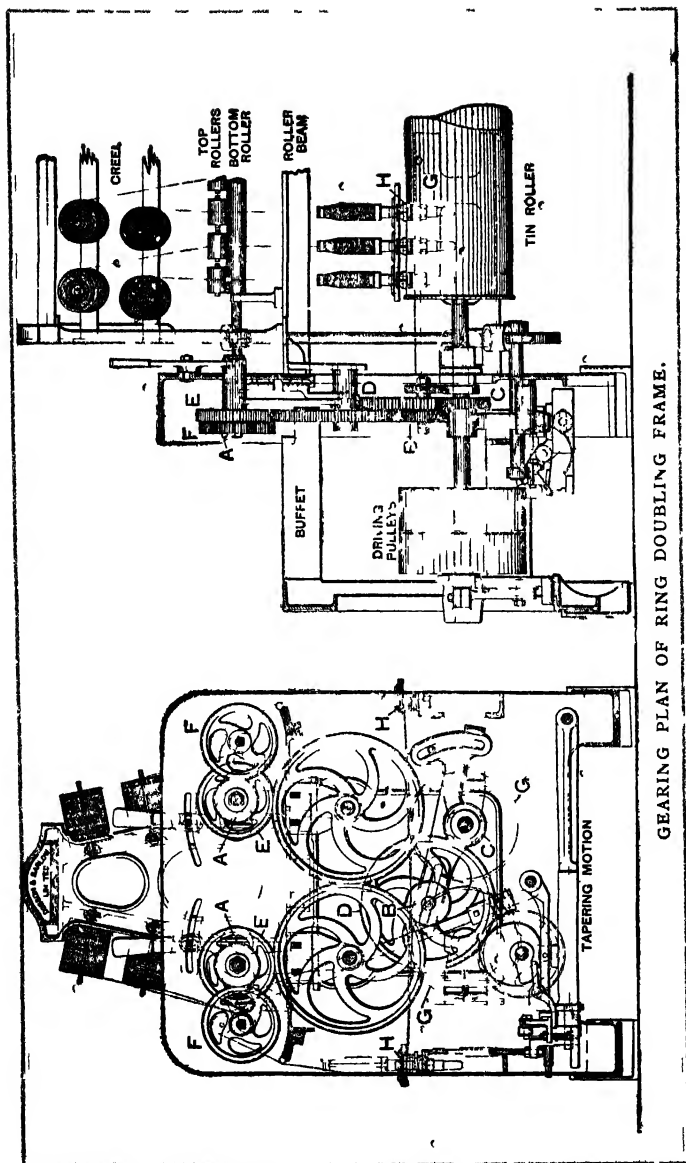 CREEL
TOP
ROLLERS
BOTTOM
ROLLER
ROLLER
BEAM
H
G
TIN ROLLER
E
F
A
D
B
C
BUFFET
DRIVING
PULLEYS
F
A
E
A
E
F
D
B
C
G
G
H
H
TAPERING MOTION
GEARING PLAN OF RING DOUBLING FRAME.